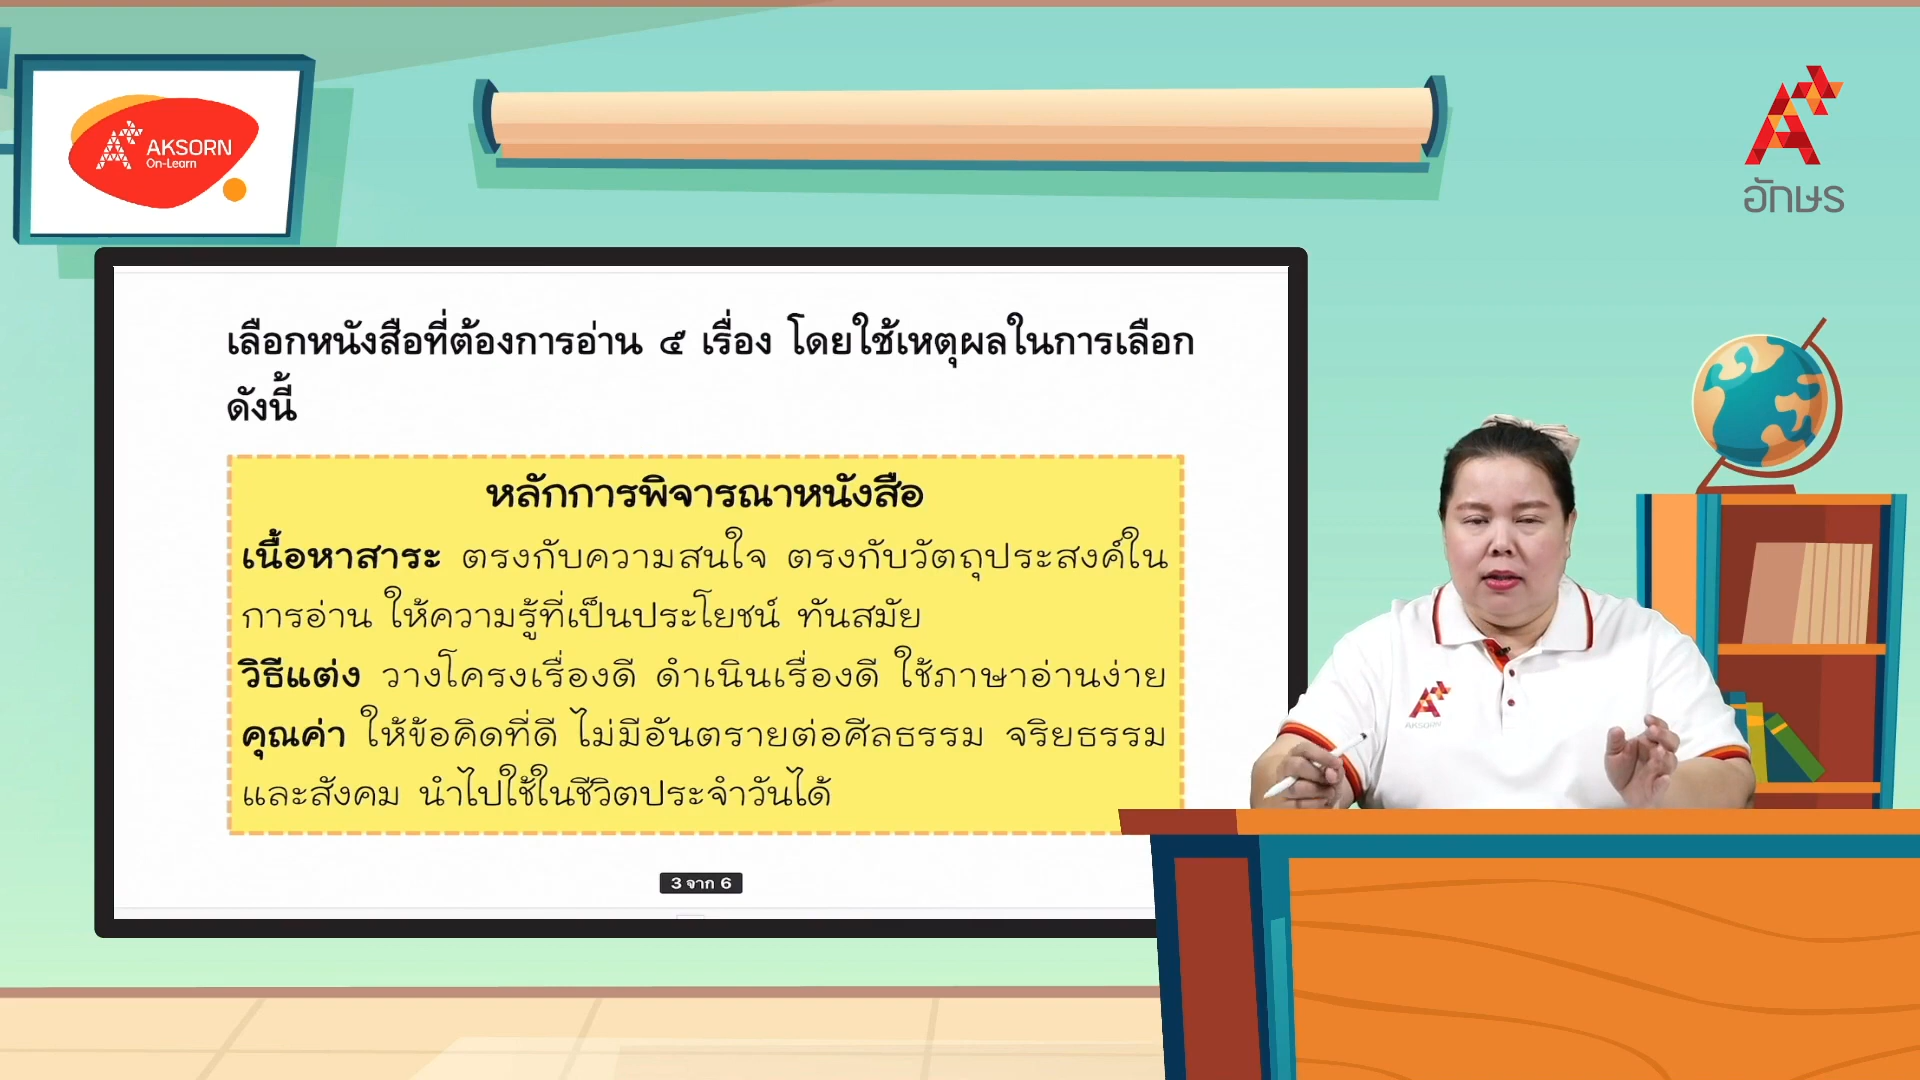 AKSORN
On-Learn
อักษร
เลือกหนังสือที่ต้องการอ่าน ๕ เรื่อง โดยใช้เหตุผลในการเลือก
ดังนี้
หลักการพิจารณาหนังสือ
เนื้อหาสาระ ตรงกับความสนใจ ตรงกับวัตถุประสงค์ใน
การอ่าน ให้ความรู้ที่เป็นประโยชน์ ทันสมัย
วิธีแต่ง วางโครงเรื่องดี ดำเนินเรื่องดี ใช้ภาษาอ่านง่าย
คุณค่า ให้ข้อคิดที่ดี ไม่มีอันตรายต่อศีลธรรม จริยธรรม
และสังคม นำไปใช้ในชีวิตประจำวันได้
3 จาก 6
AKSORN